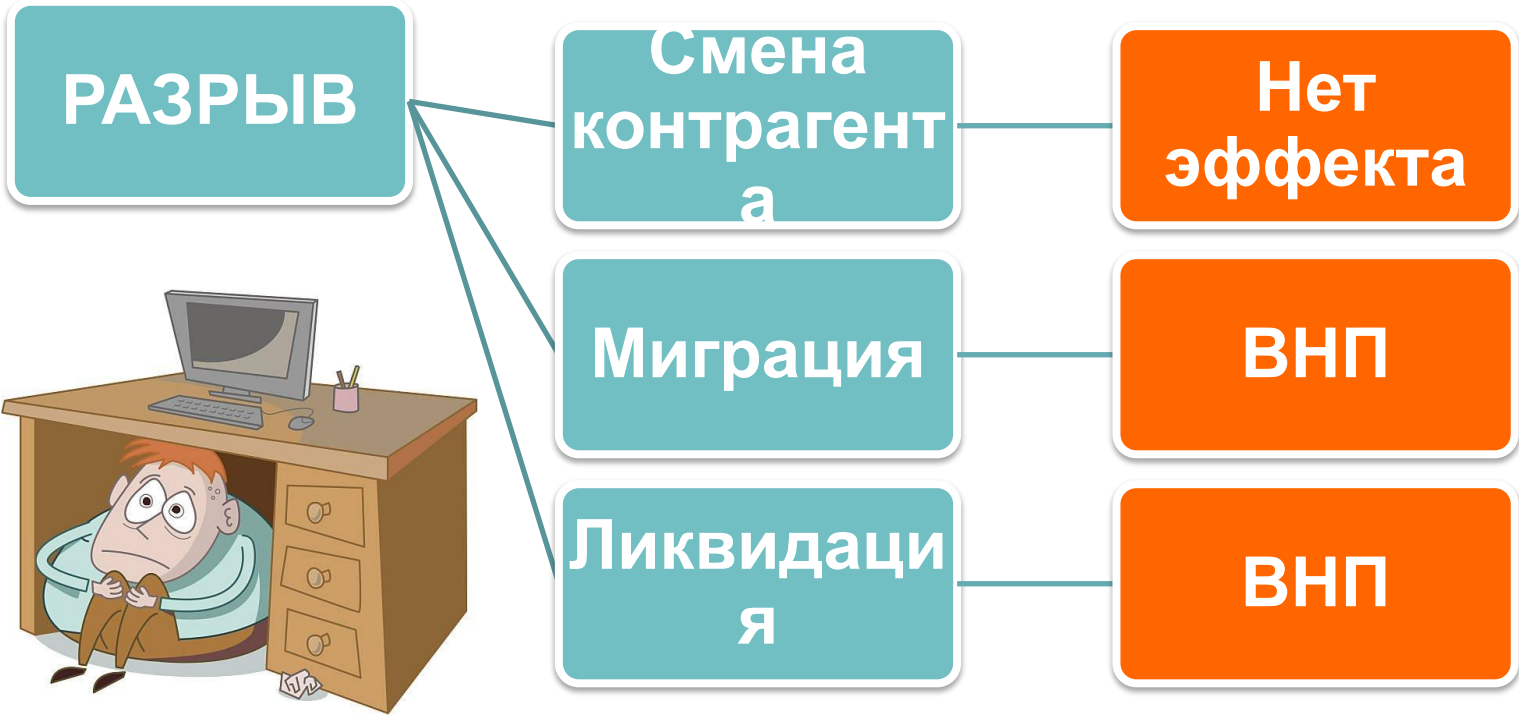 РАЗРЫВ
Смена
контрагент
а
Нет
эффекта
Миграция
ВНП
Ликвидаци
я
ВНП